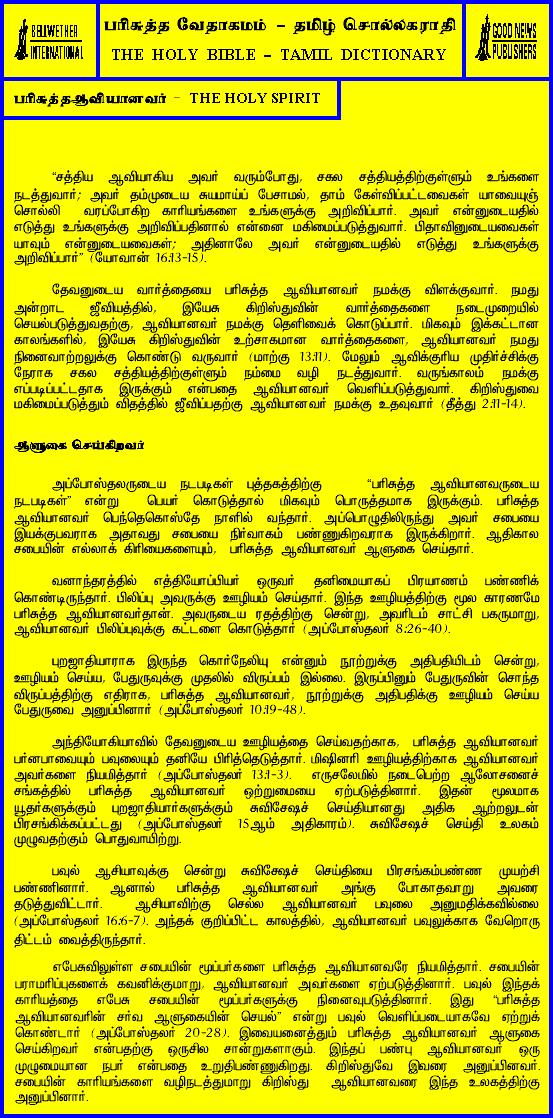 BELLWETHER
INTERNATIONAL
பரிசுத்த வேதாகமம் - தமிழ் சொல்லகராதி
THE HOLY BIBLE - TAMIL DICTIONARY
GOOD NEWS
PUBLISHERS
பரிசுத்தஆவியானவர் - THE HOLY SPIRIT
"சத்திய ஆவியாகிய அவர் வரும்போது, சகல சத்தியத்திற்குள்ளும் உங்களை
நடத்துவார்; அவர் தம்முடைய சுயமாய்ப் பேசாமல், தாம் கேள்விப்பட்டவைகள் யாவையுஞ்
சொல்லி வரப்போகிற காரியங்களை உங்களுக்கு அறிவிப்பார். அவர் என்னுடையதில்
எடுத்து உங்களுக்கு அறிவிப்பதினால் என்னை மகிமைப்படுத்துவார். பிதாவினுடையவைகள்
யாவும் என்னுடையவைகள்; அதினாலே அவர் என்னுடையதில் எடுத்து உங்களுக்கு
அறிவிப்பார்" (யோவான் 16:13-15).
தேவனுடைய வார்த்தையை பரிசுத்த ஆவியானவர் நமக்கு விளக்குவார். நமது
அன்றாட ஜீவியத்தில், இயேசு கிறிஸ்துவின் வார்த்தைகளை நடைமுறையில்
செயல்படுத்துவதற்கு, ஆவியானவர் நமக்கு தெளிவைக் கொடுப்பார். மிகவும் இக்கட்டான
காலங்களில், இயேசு கிறிஸ்துவின் உற்சாகமான வார்த்தைகளை, ஆவியானவர் நமது
நினைவாற்றலுக்கு கொண்டு வருவார் (மாற்கு 13:11). மேலும் ஆவிக்குரிய முதிர்ச்சிக்கு
நேராக சகல சத்தியத்திற்குள்ளும் நம்மை வழி நடத்துவார். வருங்காலம் நமக்கு
எப்படிப்பட்டதாக இருக்கும் என்பதை ஆவியானவர் வெளிப்படுத்துவார். கிறிஸ்துவை
மகிமைப்படுத்தும் விதத்தில் ஜீவிப்பதற்கு ஆவியானவர் நமக்கு உதவுவார் (தீத்து 2:11-14).
ஆளுகை செய்கிறவர்
அப்போஸ்தலருடைய நடபடிகள் புத்தகத்திற்கு "பரிசுத்த ஆவியானவருடைய
நடபடிகள்" என்று பெயர் கொடுத்தால் மிகவும் பொருத்தமாக இருக்கும். பரிசுத்த
ஆவியானவர் பெந்தெகொஸ்தே நாளில் வந்தார். அப்பொழுதிலிருந்து அவர் சபையை
இயக்குபவராக அதாவது சபையை நிர்வாகம் பண்ணுகிறவராக இருக்கிறார். ஆதிகால
சபையின் எல்லாக் கிரியைகளையும், பரிசுத்த ஆவியானவர் ஆளுகை செய்தார்.
வனாந்தரத்தில் எத்தியோப்பியர் ஒருவர் தனிமையாகப் பிரயாணம் பண்ணிக்
கொண்டிருந்தார். பிலிப்பு அவருக்கு ஊழியம் செய்தார். இந்த ஊழியத்திற்கு மூல காரணமே
பரிசுத்த ஆவியானவர்தான். அவருடைய ரதத்திற்கு சென்று, அவரிடம் சாட்சி பகருமாறு,
ஆவியானவர் பிலிப்புவுக்கு கட்டளை கொடுத்தார் (அப்போஸ்தலர் 8:26-40).
புறஜாதியாராக இருந்த கொர்நேலியு என்னும் நூற்றுக்கு அதிபதியிடம் சென்று,
ஊழியம் செய்ய, பேதுருவுக்கு முதலில் விருப்பம் இல்லை. இருப்பினும் பேதுருவின் சொந்த
விருப்பத்திற்கு எதிராக, பரிசுத்த ஆவியானவர், நூற்றுக்கு அதிபதிக்கு ஊழியம் செய்ய
பேதுருவை அனுப்பினார் (அப்போஸ்தலர் 10:19-48).
அந்தியோகியாவில் தேவனுடைய ஊழியத்தை செய்வதற்காக, பரிசுத்த ஆவியானவர்
பர்னபாவையும் பவுலையும் தனியே பிரித்தெடுத்தார். மிஷினரி ஊழியத்திற்காக ஆவியானவர்
அவர்களை நியமித்தார் (அப்போஸ்தலர் 13:1-3). எருசலேமில் நடைபெற்ற ஆலோசனைச்
சங்கத்தில் பரிசுத்த ஆவியானவர் ஒற்றுமையை ஏற்படுத்தினார். இதன் மூலமாக
யூதர்களுக்கும் புறஜாதியார்களுக்கும் சுவிசேஷச் செய்தியானது அதிக ஆற்றலுடன்
பிரசங்கிக்கப்பட்டது (அப்போஸ்தலர் 15ஆம் அதிகாரம்). சுவிசேஷச் செய்தி உலகம்
முழுவதற்கும் பொதுவாயிற்று.
பவுல் ஆசியாவுக்கு சென்று சுவிசேஷச் செய்தியை பிரசங்கம்பண்ண முயற்சி
பண்ணினார். ஆனால் பரிசுத்த ஆவியானவர் அங்கு போகாதவாறு அவரை
தடுத்துவிட்டார். ஆசியாவிற்கு செல்ல ஆவியானவர் பவுலை அனுமதிக்கவில்லை
(அப்போஸ்தலர் 16:6-7). அந்தக் குறிப்பிட்ட காலத்தில், ஆவியானவர் பவுலுக்காக வேறொரு
திட்டம் வைத்திருந்தார்.
எபேசுவிலுள்ள சபையின் மூப்பர்களை பரிசுத்த ஆவியானவரே நியமித்தார். சபையின்
பராமரிப்புகளைக் கவனிக்குமாறு, ஆவியானவர் அவர்களை ஏற்படுத்தினார். பவுல் இந்தக்
காரியத்தை எபேசு சபையின் மூப்பர்களுக்கு நினைவுபடுத்தினார். இது "பரிசுத்த
ஆவியானவரின் சர்வ ஆளுகையின் செயல்" என்று பவுல் வெளிப்படையாகவே ஏற்றுக்
கொண்டார் (அப்போஸ்தலர் 20-28). இவையனைத்தும் பரிசுத்த ஆவியானவர் ஆளுகை
செய்கிறவர் என்பதற்கு ஒருசில சான்றுகளாகும். இந்தப் பண்பு ஆவியானவர் ஒரு
முழுமையான நபர் என்பதை உறுதிபண்ணுகிறது. கிறிஸ்துவே இவரை அனுப்பினவர்.
சபையின் காரியங்களை வழிநடத்துமாறு கிறிஸ்து ஆவியானவரை இந்த உலகத்திற்கு
அனுப்பினார்.